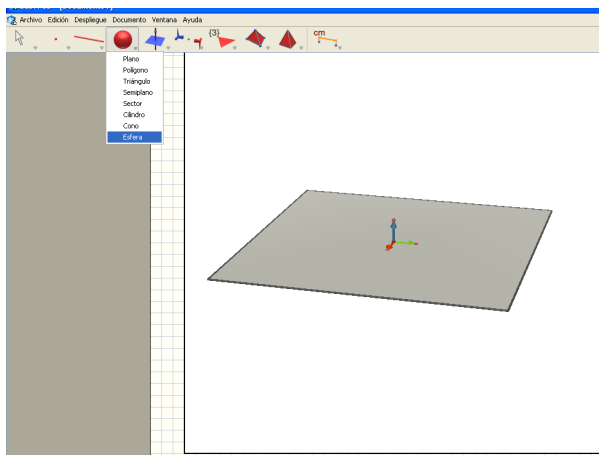 Archivo Edición Despliegue Documento Ventana Ayuda
{3}
cm
Plano
Polígono
Triángulo
Semiplano
Sector
Cilindro
Cono
Esfera